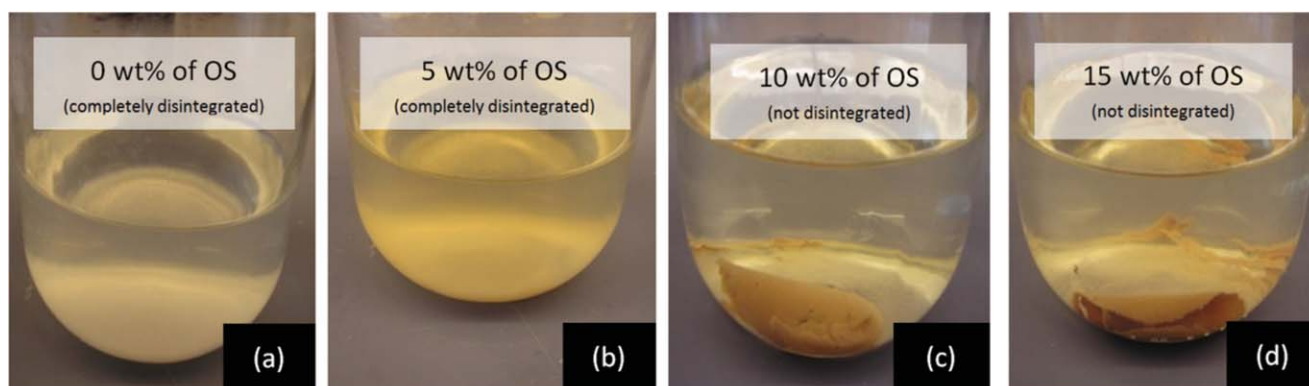 0 wt% of OS
(completely disintegrated)
(a)
5 wt% of OS
(completely disintegrated)
(b)
10 wt% of OS
(not disintegrated)
(c)
15 wt% of OS
(not disintegrated)
(d)